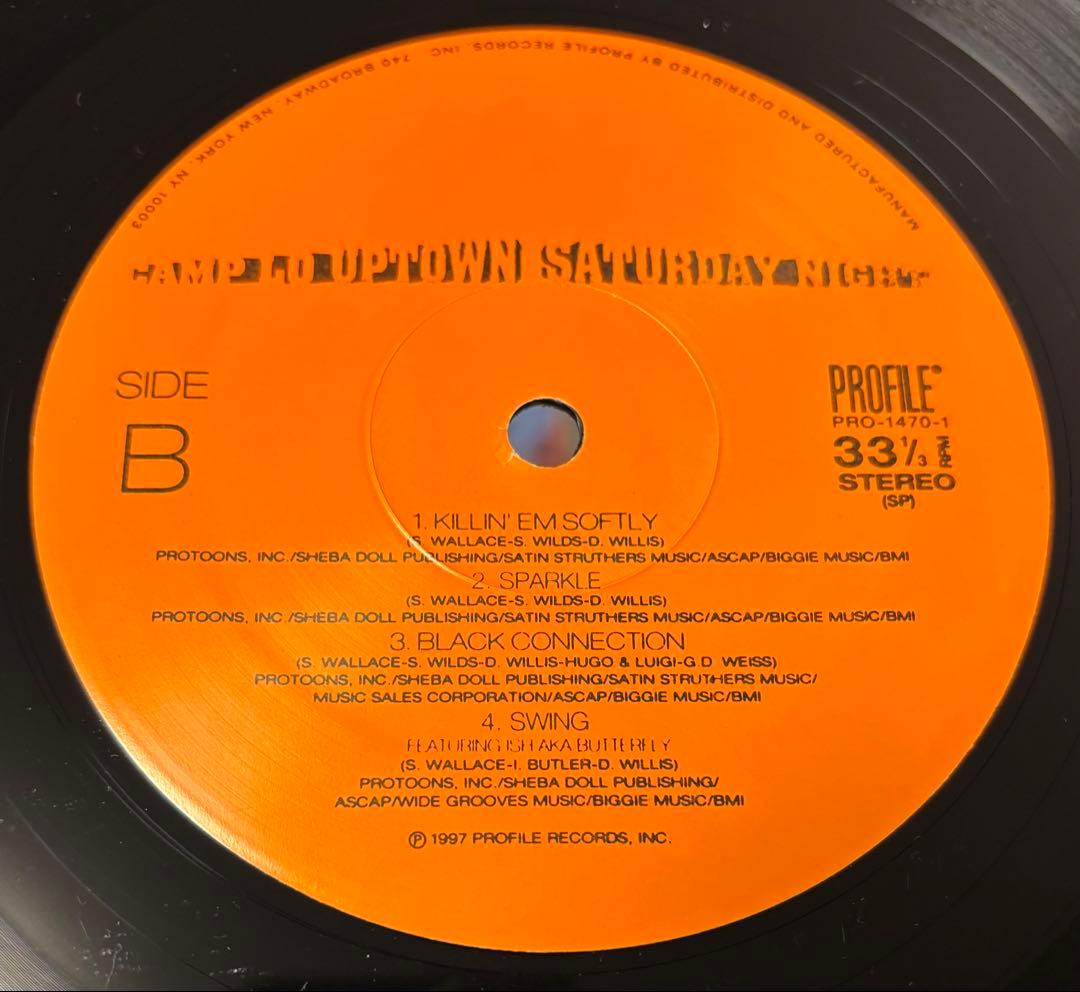 MANUFACTURED AND DISTRIBUTED BY PROFILE RECORDS, INC. 740 BROADWAY, NEW YORK, NY 10003
CAMP LO UPTOWN SATURDAY NIGHT
SIDE
B
PROFILE®
PRO-1470-1
33 1/3 RPM
STEREO
(SP)
1. KILLIN' EM SOFTLY
(S. WALLACE-S. WILDS-D. WILLIS)
PROTOONS, INC./SHEBA DOLL PUBLISHING/SATIN STRUTHERS MUSIC/ASCAP/BIGGIE MUSIC/BMI
2. SPARKLE
(S. WALLACE-S. WILDS-D. WILLIS)
PROTOONS, INC./SHEBA DOLL PUBLISHING/SATIN STRUTHERS MUSIC/ASCAP/BIGGIE MUSIC/BMI
3. BLACK CONNECTION
(S. WALLACE-S. WILDS-D. WILLIS-HUGO & LUIGI-G.D. WEISS)
PROTOONS, INC./SHEBA DOLL PUBLISHING/SATIN STRUTHERS MUSIC/
MUSIC SALES CORPORATION/ASCAP/BIGGIE MUSIC/BMI
4. SWING
FEATURING ISH AKA BUTTERFLY
(S. WALLACE-I. BUTLER-D. WILLIS)
PROTOONS, INC./SHEBA DOLL PUBLISHING/
ASCAP/WIDE GROOVES MUSIC/BIGGIE MUSIC/BMI
℗ 1997 PROFILE RECORDS, INC.